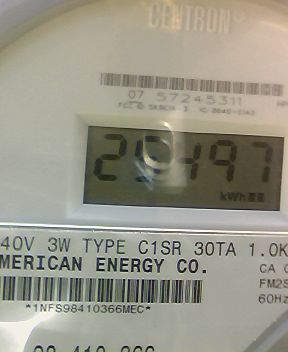 CENTRON
07 57245311
29497
kWh
40V 3W TYPE C1SR 30TA 1.0K
MERICAN ENERGY CO.
CA
FM2S
60Hz
*1NFS98410366MEC*